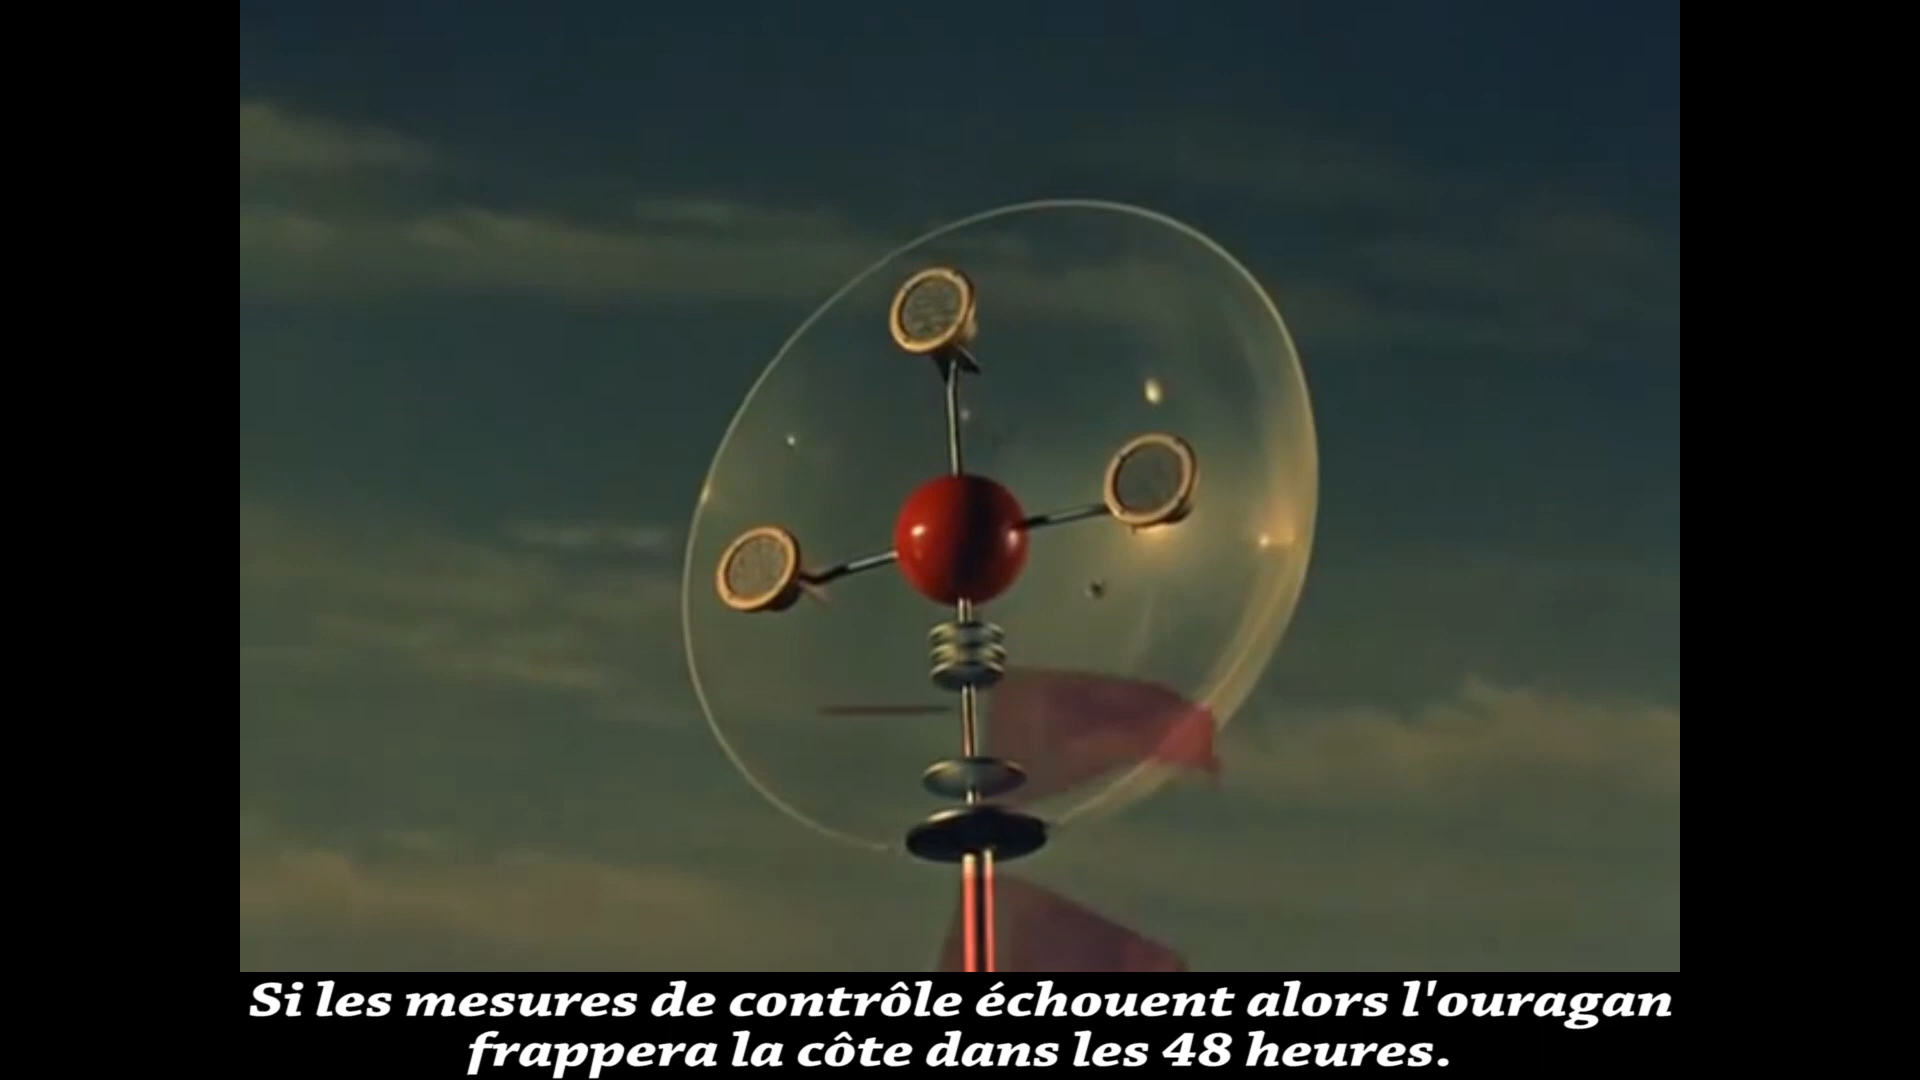 Si les mesures de contrôle échouent alors l'ouragan
frappera la côte dans les 48 heures.